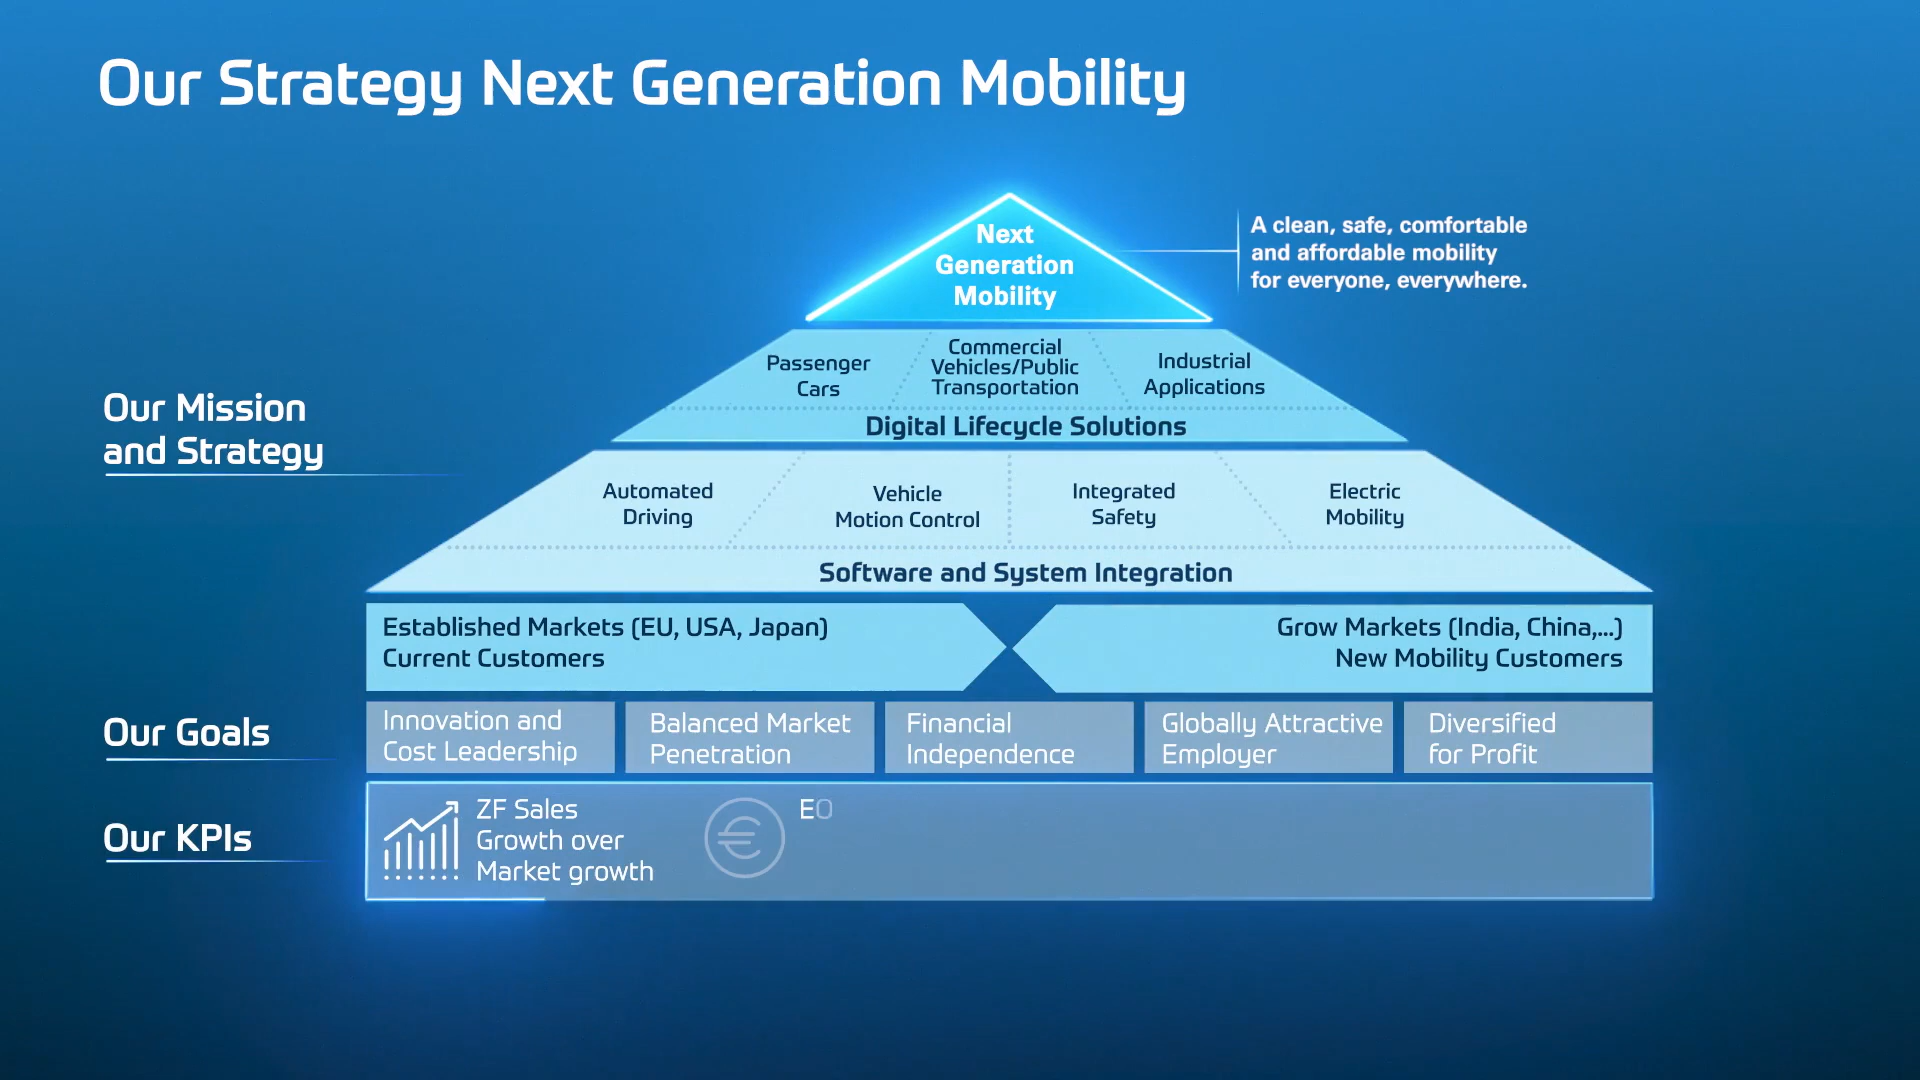 Our Strategy Next Generation Mobility
Next
Generation
Mobility
A clean, safe, comfortable
and affordable mobility
for everyone, everywhere.
Passenger
Cars
Commercial
Vehicles/Public
Transportation
Industrial
Applications
Digital Lifecycle Solutions
Our Mission
and Strategy
Automated
Driving
Vehicle
Motion Control
Integrated
Safety
Electric
Mobility
Software and System Integration
Established Markets (EU, USA, Japan)
Current Customers
Grow Markets (India, China,...)
New Mobility Customers
Our Goals
Innovation and
Cost Leadership
Balanced Market
Penetration
Financial
Independence
Globally Attractive
Employer
Diversified
for Profit
Our KPIs
ZF Sales
Growth over
Market growth
€
E0